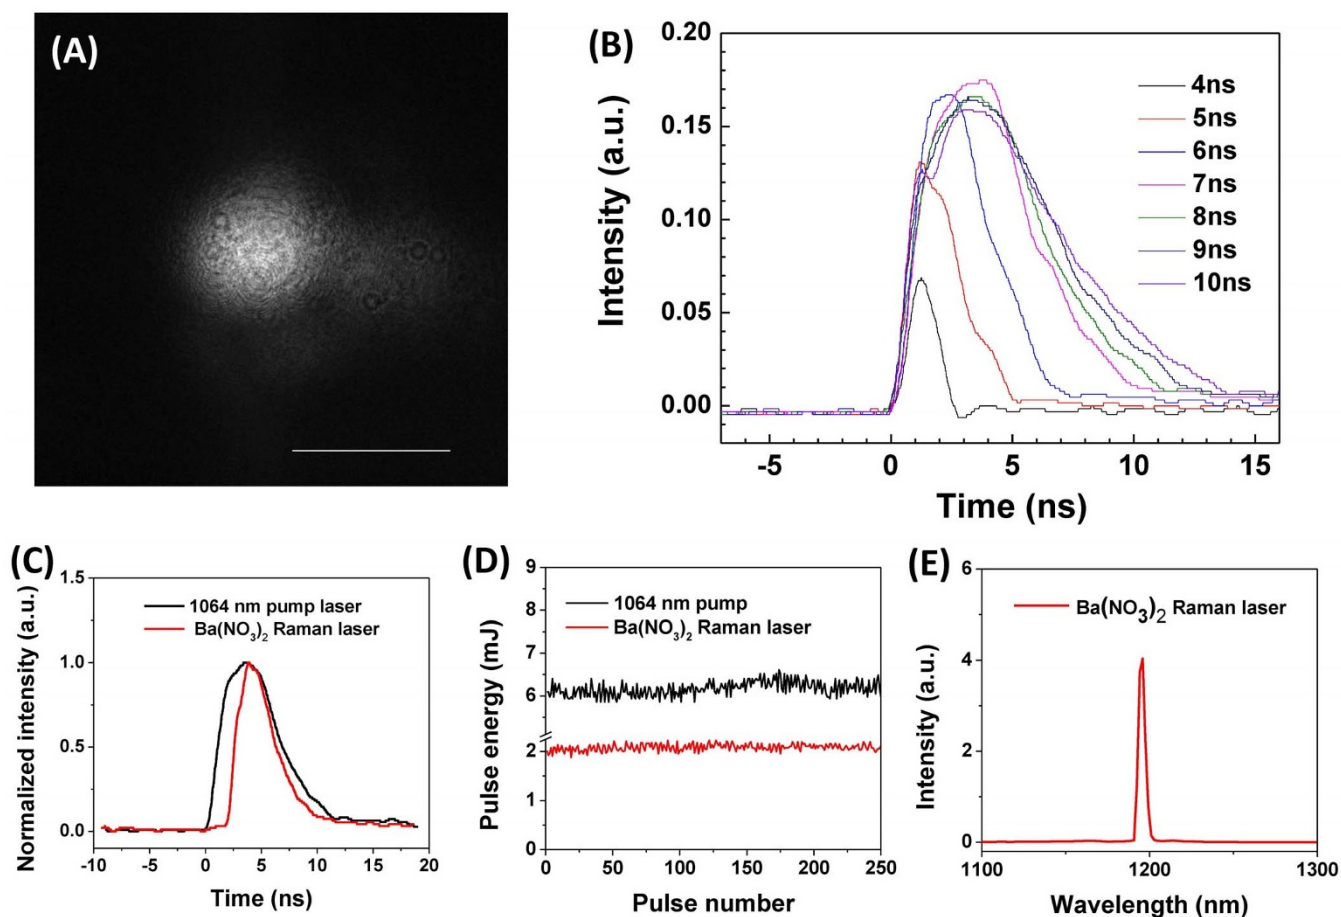 (A)
(B)
Intensity (a.u.)
0.20
0.15
0.10
0.05
0.00
4ns
5ns
6ns
7ns
8ns
9ns
10ns
-5 0 5 10 15
Time (ns)
(C)
Normalized intensity (a.u.)
1.5
1.0
0.5
0.0
1064 nm pump laser
Ba(NO₃)₂ Raman laser
-10 -5 0 5 10 15 20
Time (ns)
(D)
Pulse energy (mJ)
9
8
7
6
2
1
0
1064 nm pump
Ba(NO₃)₂ Raman laser
0 50 100 150 200 250
Pulse number
(E)
Intensity (a.u.)
6
4
2
0
Ba(NO₃)₂ Raman laser
1100 1200 1300
Wavelength (nm)